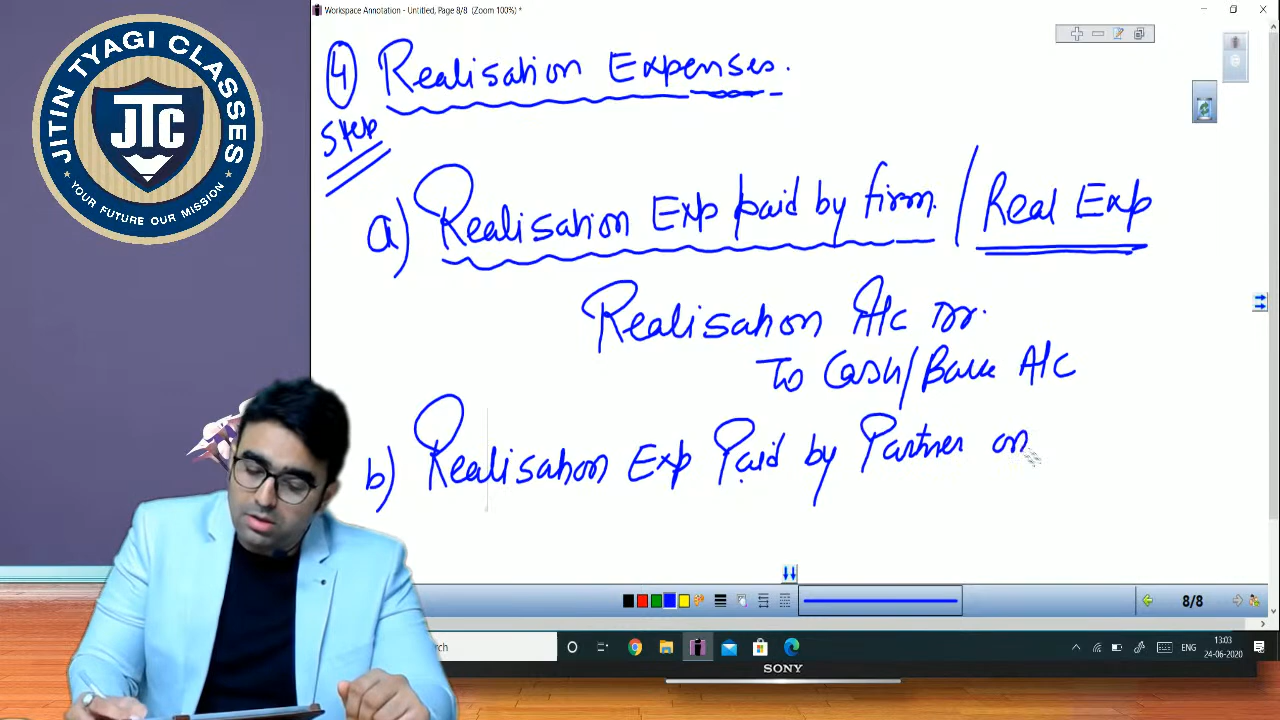 Workspace Annotation - Untitled, Page 8/8 (Zoom 100%) *
JITIN TYAGI CLASSES
JTC
YOUR FUTURE OUR MISSION
4 Realisation Expenses.
Step
a) Realisation Exp paid by firm. / Real Exp
Realisation A/c Dr.
To Cash/Bank A/C
b) Realisation Exp Paid by Partner on
8/8
rch
ENG
13:03
24-06-2020
SONY